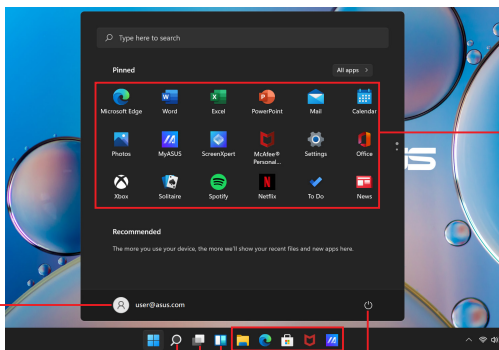 Type here to search
Pinned
All apps >
Microsoft Edge Word Excel PowerPoint Mail Calendar
Photos MyASUS ScreenXpert McAfee® Personal... Settings Office
Xbox Solitaire Spotify Netflix To Do News
Recommended
The more you use your device, the more we'll show your recent files and new apps here.
user@asus.com